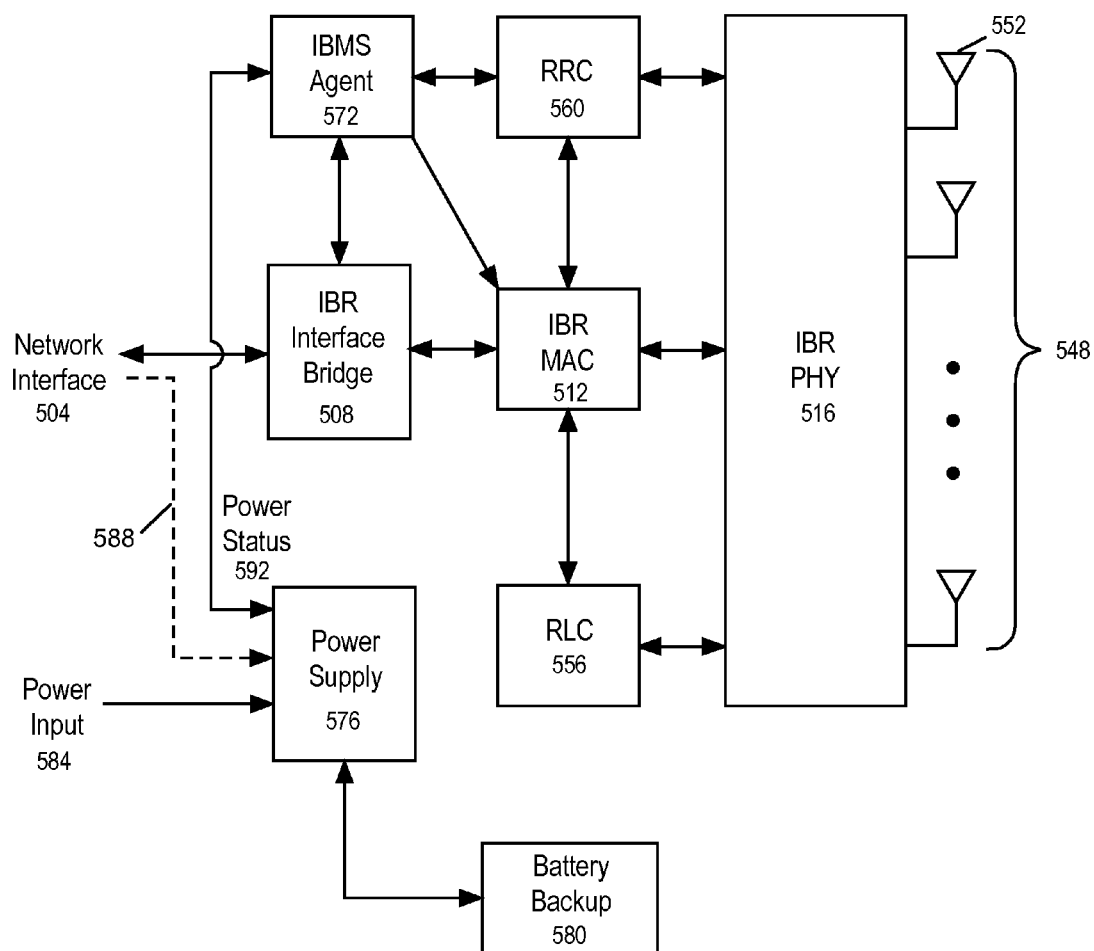 552
IBMS
Agent
572
RRC
560
IBR
Interface
Bridge
508
IBR
MAC
512
IBR
PHY
516
548
Network
Interface
504
588
Power
Status
592
Power
Supply
576
RLC
556
Power
Input
584
Battery
Backup
580